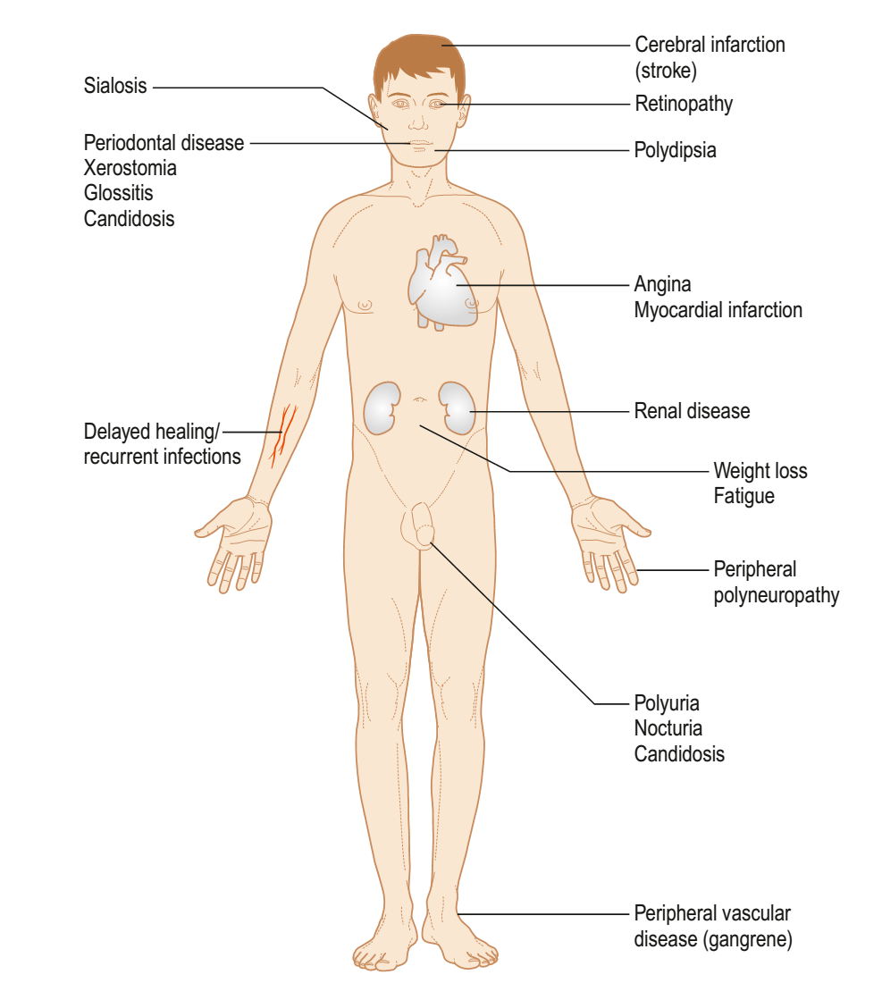 Cerebral infarction
(stroke)
Sialosis
Retinopathy
Periodontal disease
Xerostomia
Glossitis
Candidosis
Polydipsia
Angina
Myocardial infarction
Renal disease
Delayed healing/
recurrent infections
Weight loss
Fatigue
Peripheral
polyneuropathy
Polyuria
Nocturia
Candidosis
Peripheral vascular
disease (gangrene)